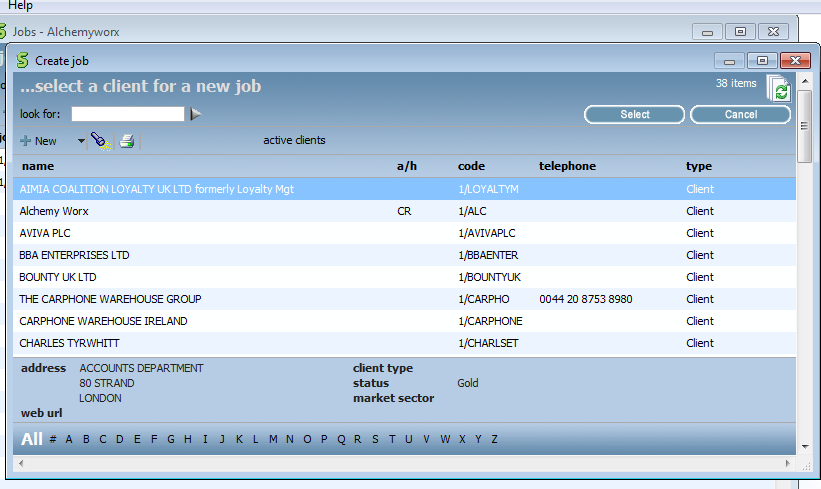 Help
Jobs - Alchemyworx
Create job
...select a client for a new job
38 items
look for:
Select
Cancel
New
active clients
name a/h code telephone type
AIMIA COALITION LOYALTY UK LTD formerly Loyalty Mgt 1/LOYALTYM Client
Alchemy Worx CR 1/ALC Client
AVIVA PLC 1/AVIVAPLC Client
BBA ENTERPRISES LTD 1/BBAENTER Client
BOUNTY UK LTD 1/BOUNTYUK Client
THE CARPHONE WAREHOUSE GROUP 1/CARPHO 0044 20 8753 8980 Client
CARPHONE WAREHOUSE IRELAND 1/CARPHONE Client
CHARLES TYRWHITT 1/CHARLSET Client
address ACCOUNTS DEPARTMENT client type
80 STRAND status Gold
LONDON market sector
web url
All # A B C D E F G H I J K L M N O P Q R S T U V W X Y Z